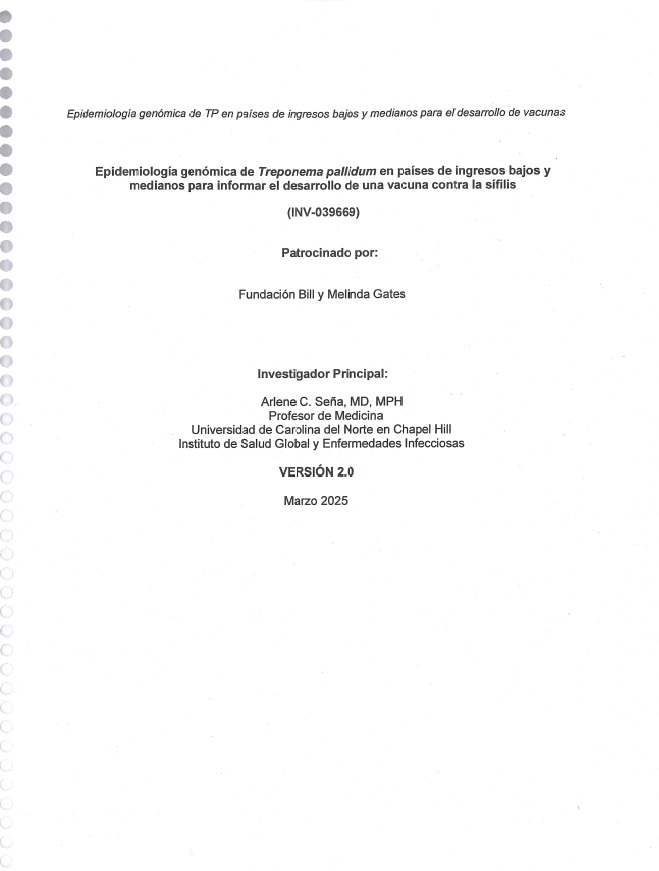 Epidemiología genómica de TP en países de ingresos bajos y medianos para el desarrollo de vacunas
Epidemiología genómica de Treponema pallidum en países de ingresos bajos y
medianos para informar el desarrollo de una vacuna contra la sífilis
(INV-039669)
Patrocinado por:
Fundación Bill y Melinda Gates
Investigador Principal:
Arlene C. Seña, MD, MPH
Profesor de Medicina
Universidad de Carolina del Norte en Chapel Hill
Instituto de Salud Global y Enfermedades Infecciosas
VERSIÓN 2.0
Marzo 2025